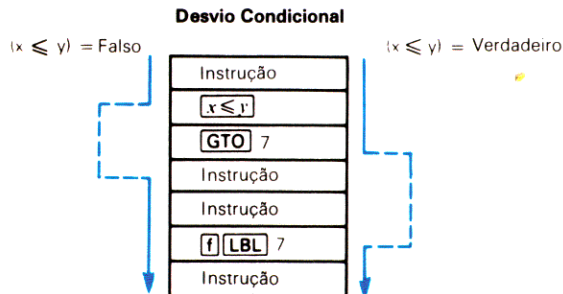 Desvio Condicional
(x ⩽ y) = Falso
(x ⩽ y) = Verdadeiro
Instrução
x ⩽ y
GTO 7
Instrução
Instrução
f LBL 7
Instrução